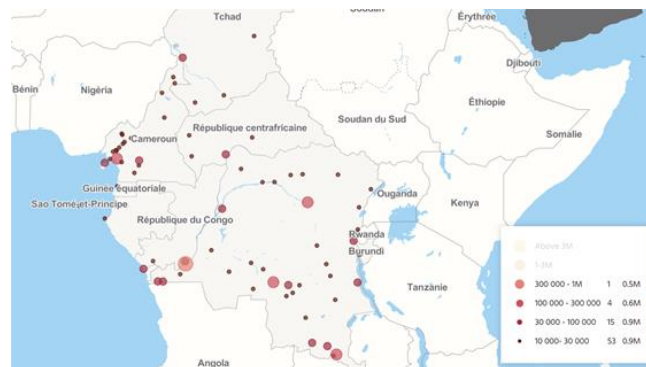 Soudan
Tchad
Érythrée
Djibouti
Bénin
Nigéria
Éthiopie
République centrafricaine
Soudan du Sud
Cameroun
Somalie
Guinée équatoriale
Ouganda
Kenya
Sao Tomé-et-Principe
République du Congo
Rwanda
Burundi
Tanzanie
Angola
Above 3M
1-3M
300 000 - 1M 1 0.5M
100 000 - 300 000 4 0.6M
30 000 - 100 000 15 0.9M
10 000- 30 000 53 0.9M